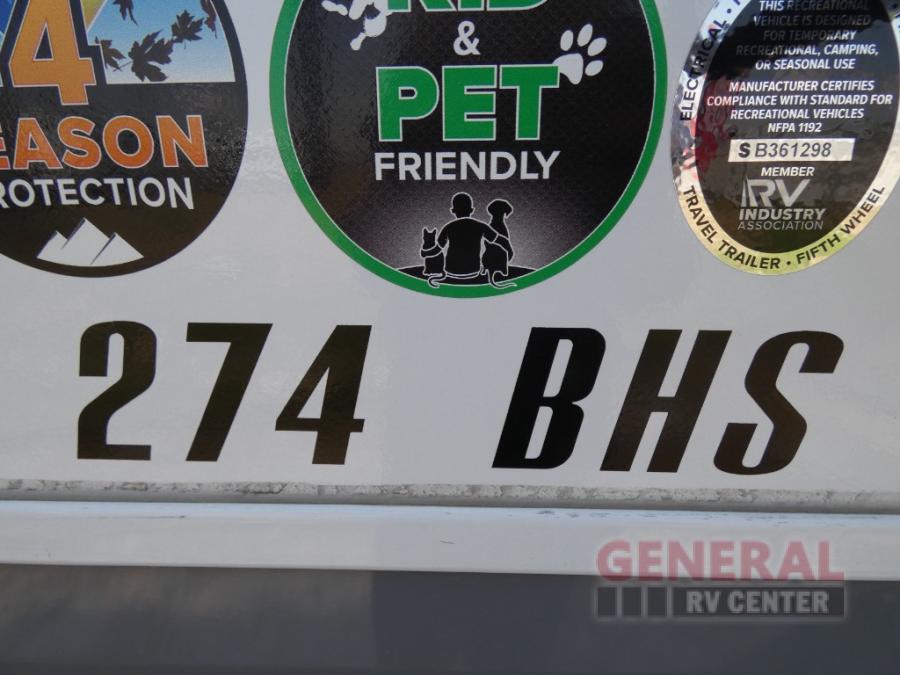 4
EASON
ROTECTION
KID
&
PET
FRIENDLY
ELECTRICAL
THIS RECREATIONAL
VEHICLE IS DESIGNED
FOR TEMPORARY
RECREATIONAL, CAMPING,
OR SEASONAL USE
MANUFACTURER CERTIFIES
COMPLIANCE WITH STANDARD FOR
RECREATIONAL VEHICLES
NFPA 1192
S B361298
MEMBER
RV
INDUSTRY
ASSOCIATION
TRAVEL TRAILER • FIFTH WHEEL
274 BHS
GENERAL
RV CENTER